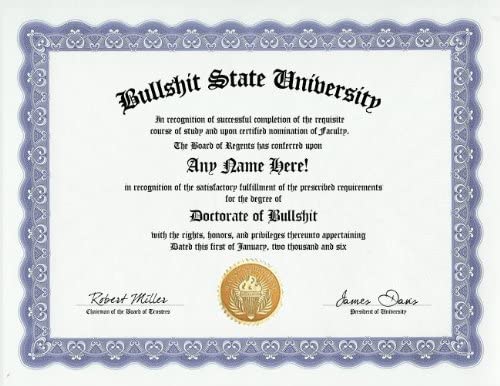 Bullshit State University
In recognition of successful completion of the requisite
course of study and upon certified nomination of Faculty.
The Board of Regents has conferred upon
Any Name Here!
in recognition of the satisfactory fulfillment of the prescribed requirements
for the degree of
Doctorate of Bullshit
with the rights, honors, and privileges thereunto appertaining
Dated this first of January, two thousand and six
Robert Miller
Chairman of the Board of Trustees
James Davis
President of University